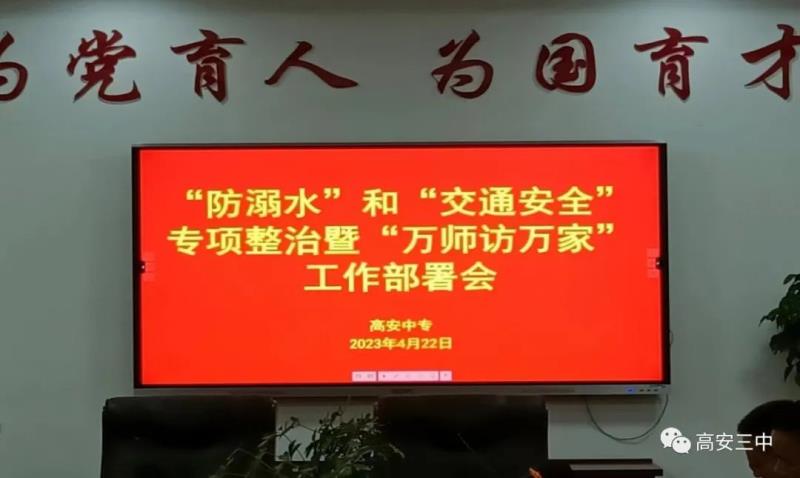 为党育人 为国育才
“防溺水”和“交通安全”
专项整治暨“万师访万家”
工作部署会
高安中专
2023年4月22日
高安三中